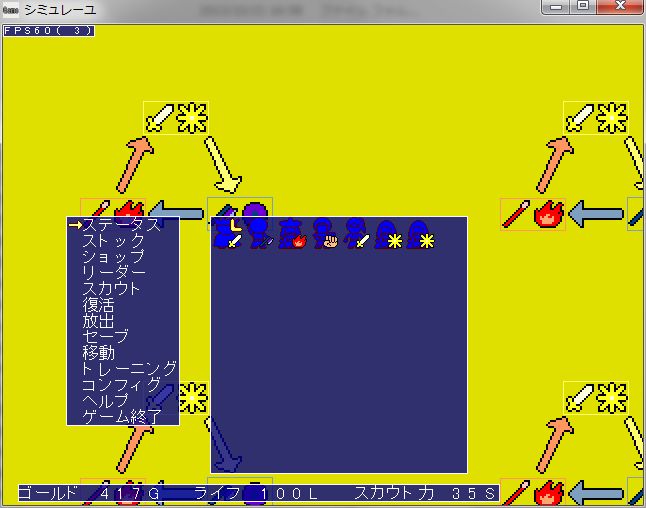 シミュレーユ
FPS60( 3)
ステータス
ストック
ショップ
リーダー
スカウト
復活
放出
セーブ
移動
トレーニング
コンフィグ
ヘルプ
ゲーム終了
L
ゴールド 417G ライフ 100L スカウト力 35S